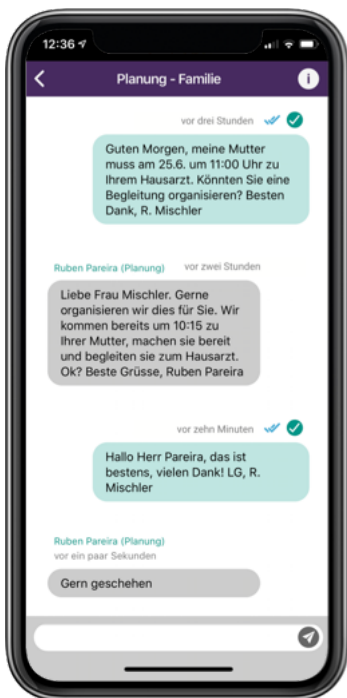 12:36
Planung - Familie
vor drei Stunden
Guten Morgen, meine Mutter
muss am 25.6. um 11:00 Uhr zu
Ihrem Hausarzt. Könnten Sie eine
Begleitung organisieren? Besten
Dank, R. Mischler
Ruben Pareira (Planung) vor zwei Stunden
Liebe Frau Mischler. Gerne
organisieren wir dies für Sie. Wir
kommen bereits um 10:15 zu
Ihrer Mutter, machen sie bereit
und begleiten sie zum Hausarzt.
Ok? Beste Grüsse, Ruben Pareira
vor zehn Minuten
Hallo Herr Pareira, das ist
bestens, vielen Dank! LG, R.
Mischler
Ruben Pareira (Planung)
vor ein paar Sekunden
Gern geschehen